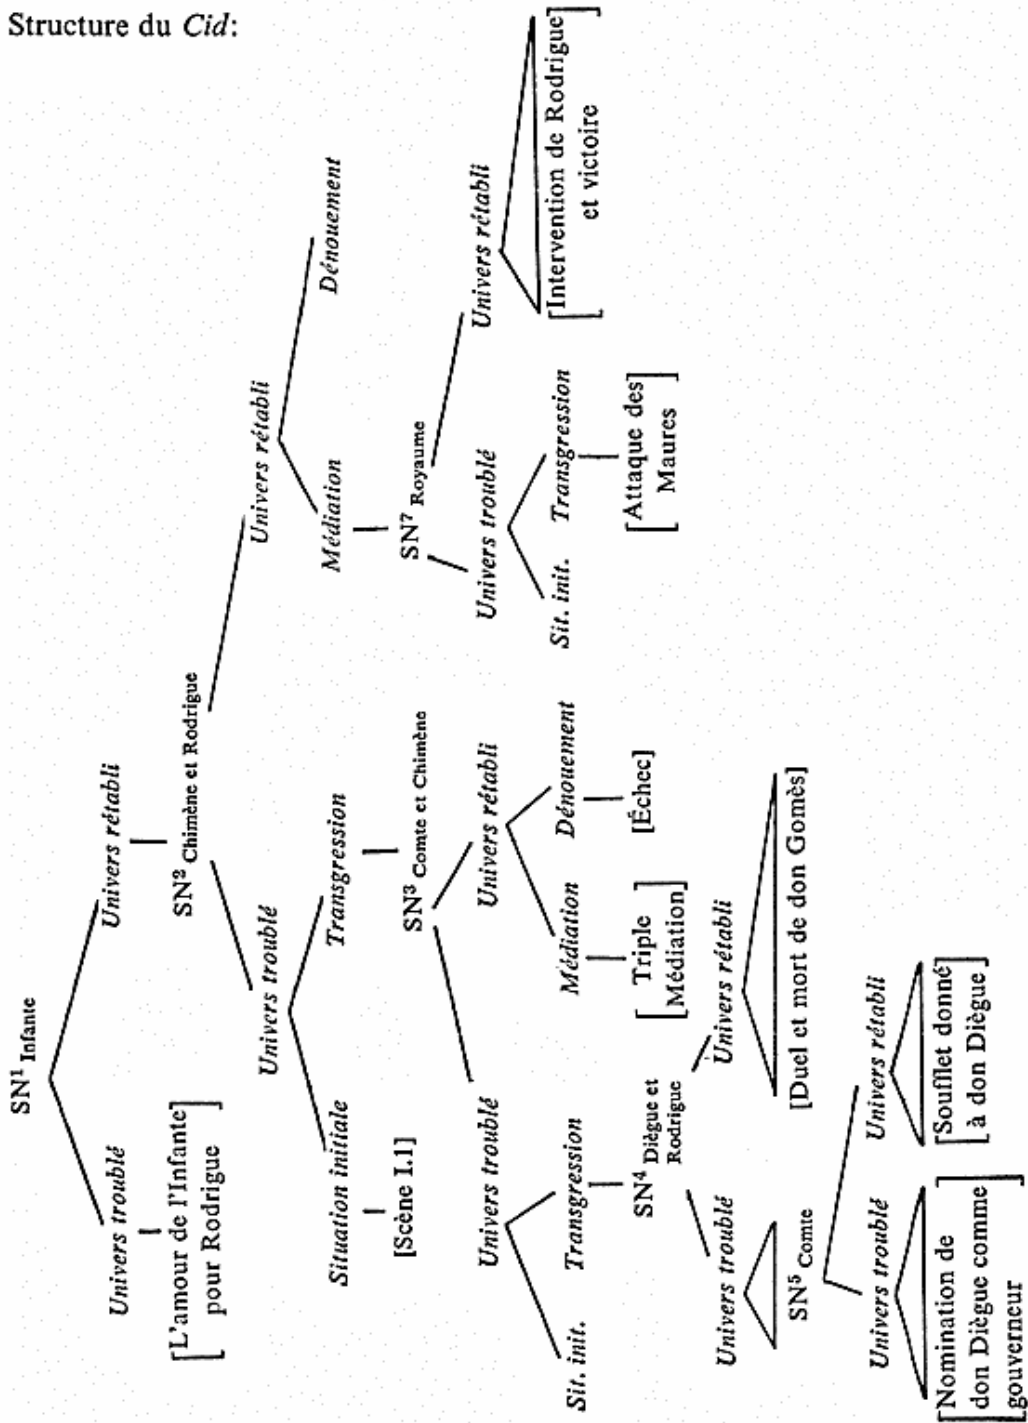 Structure du Cid:
SN¹ Infante
Univers troublé
Univers rétabli
[L'amour de l'Infante
pour Rodrigue]
SN² Chimène et Rodrigue
Univers troublé
Univers rétabli
Situation initiale
Transgression
Médiation
Dénouement
[Scène I.1]
SN³ Comte et Chimène
SN⁷ Royaume
Univers troublé
Univers rétabli
Univers troublé
Univers rétabli
Sit. init.
Transgression
Médiation
Dénouement
Sit. init.
Transgression
[Intervention de Rodrigue
et victoire]
[Triple
Médiation]
[Échec]
[Attaque des
Maures]
SN⁴ Diègue et
Rodrigue
Univers troublé
Univers rétabli
SN⁵ Comte
[Duel et mort de don Gomès]
Univers troublé
Univers rétabli
[Nomination de
don Diègue comme
gouverneur]
[Soufflet donné
à don Diègue]